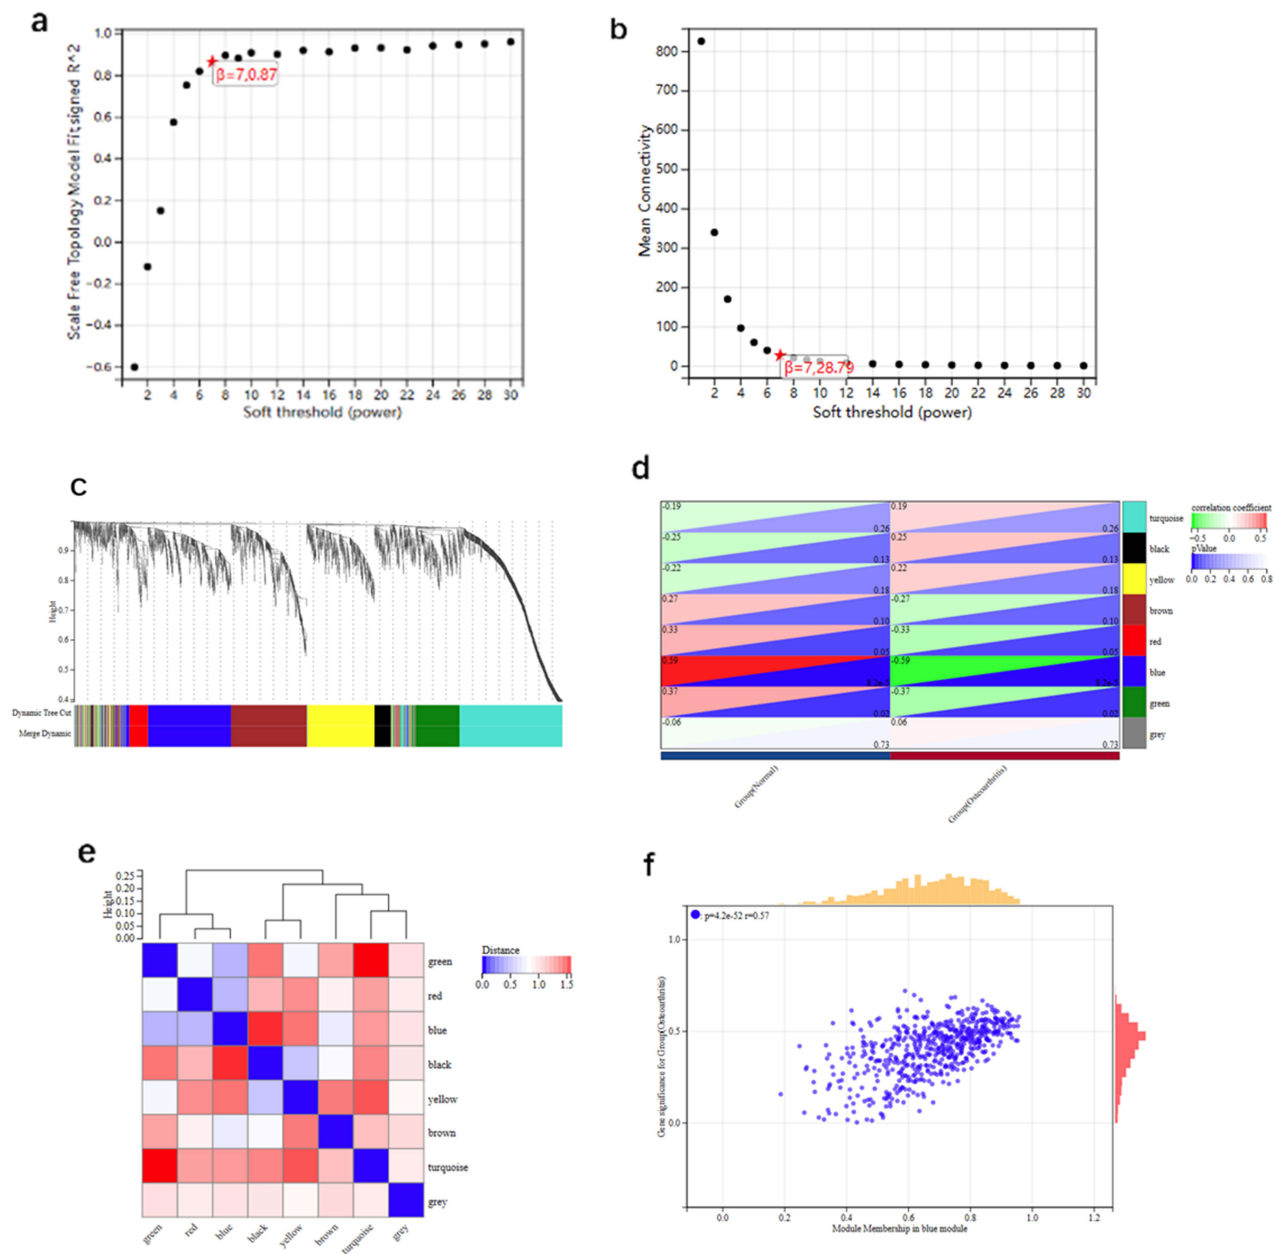 a
1.0
0.8
0.6
0.4
0.2
0.0
−0.2
−0.4
−0.6
Scale Free Topology Model Fit,signed R^2
β=7,0.87
2 4 6 8 10 12 14 16 18 20 22 24 26 28 30
Soft threshold (power)
b
800
700
600
500
400
300
200
100
0
Mean Connectivity
β=7,28.79
2 4 6 8 10 12 14 16 18 20 22 24 26 28 30
Soft threshold (power)
c
0.9
0.8
0.7
0.6
0.5
0.4
Height
Dynamic Tree Cut
Merge Dynamic
d
-0.19 0.26 0.19 0.26 turquoise
-0.25 0.13 0.25 0.13 black
-0.22 0.18 0.22 0.18 yellow
0.27 0.10 -0.27 0.10 brown
0.33 0.05 -0.33 0.05 red
0.59 8.2e-5 -0.59 8.2e-5 blue
0.37 0.02 -0.37 0.02 green
-0.06 0.73 0.06 0.73 grey
Group(Normal) Group(Osteoarthritis)
correlation coefficient
−0.5 0.0 0.5
pValue
0.0 0.2 0.4 0.6 0.8
e
0.25
0.20
0.15
0.10
0.05
0.00
Height
Distance
0.0 0.5 1.0 1.5
green
red
blue
black
yellow
brown
turquoise
grey
green red blue black yellow brown turquoise grey
f
: p=4.2e-52 r=0.57
1.0
0.5
0.0
Gene significance for Group(Osteoarthritis)
0.0 0.2 0.4 0.6 0.8 1.0 1.2
Module Membership in blue module